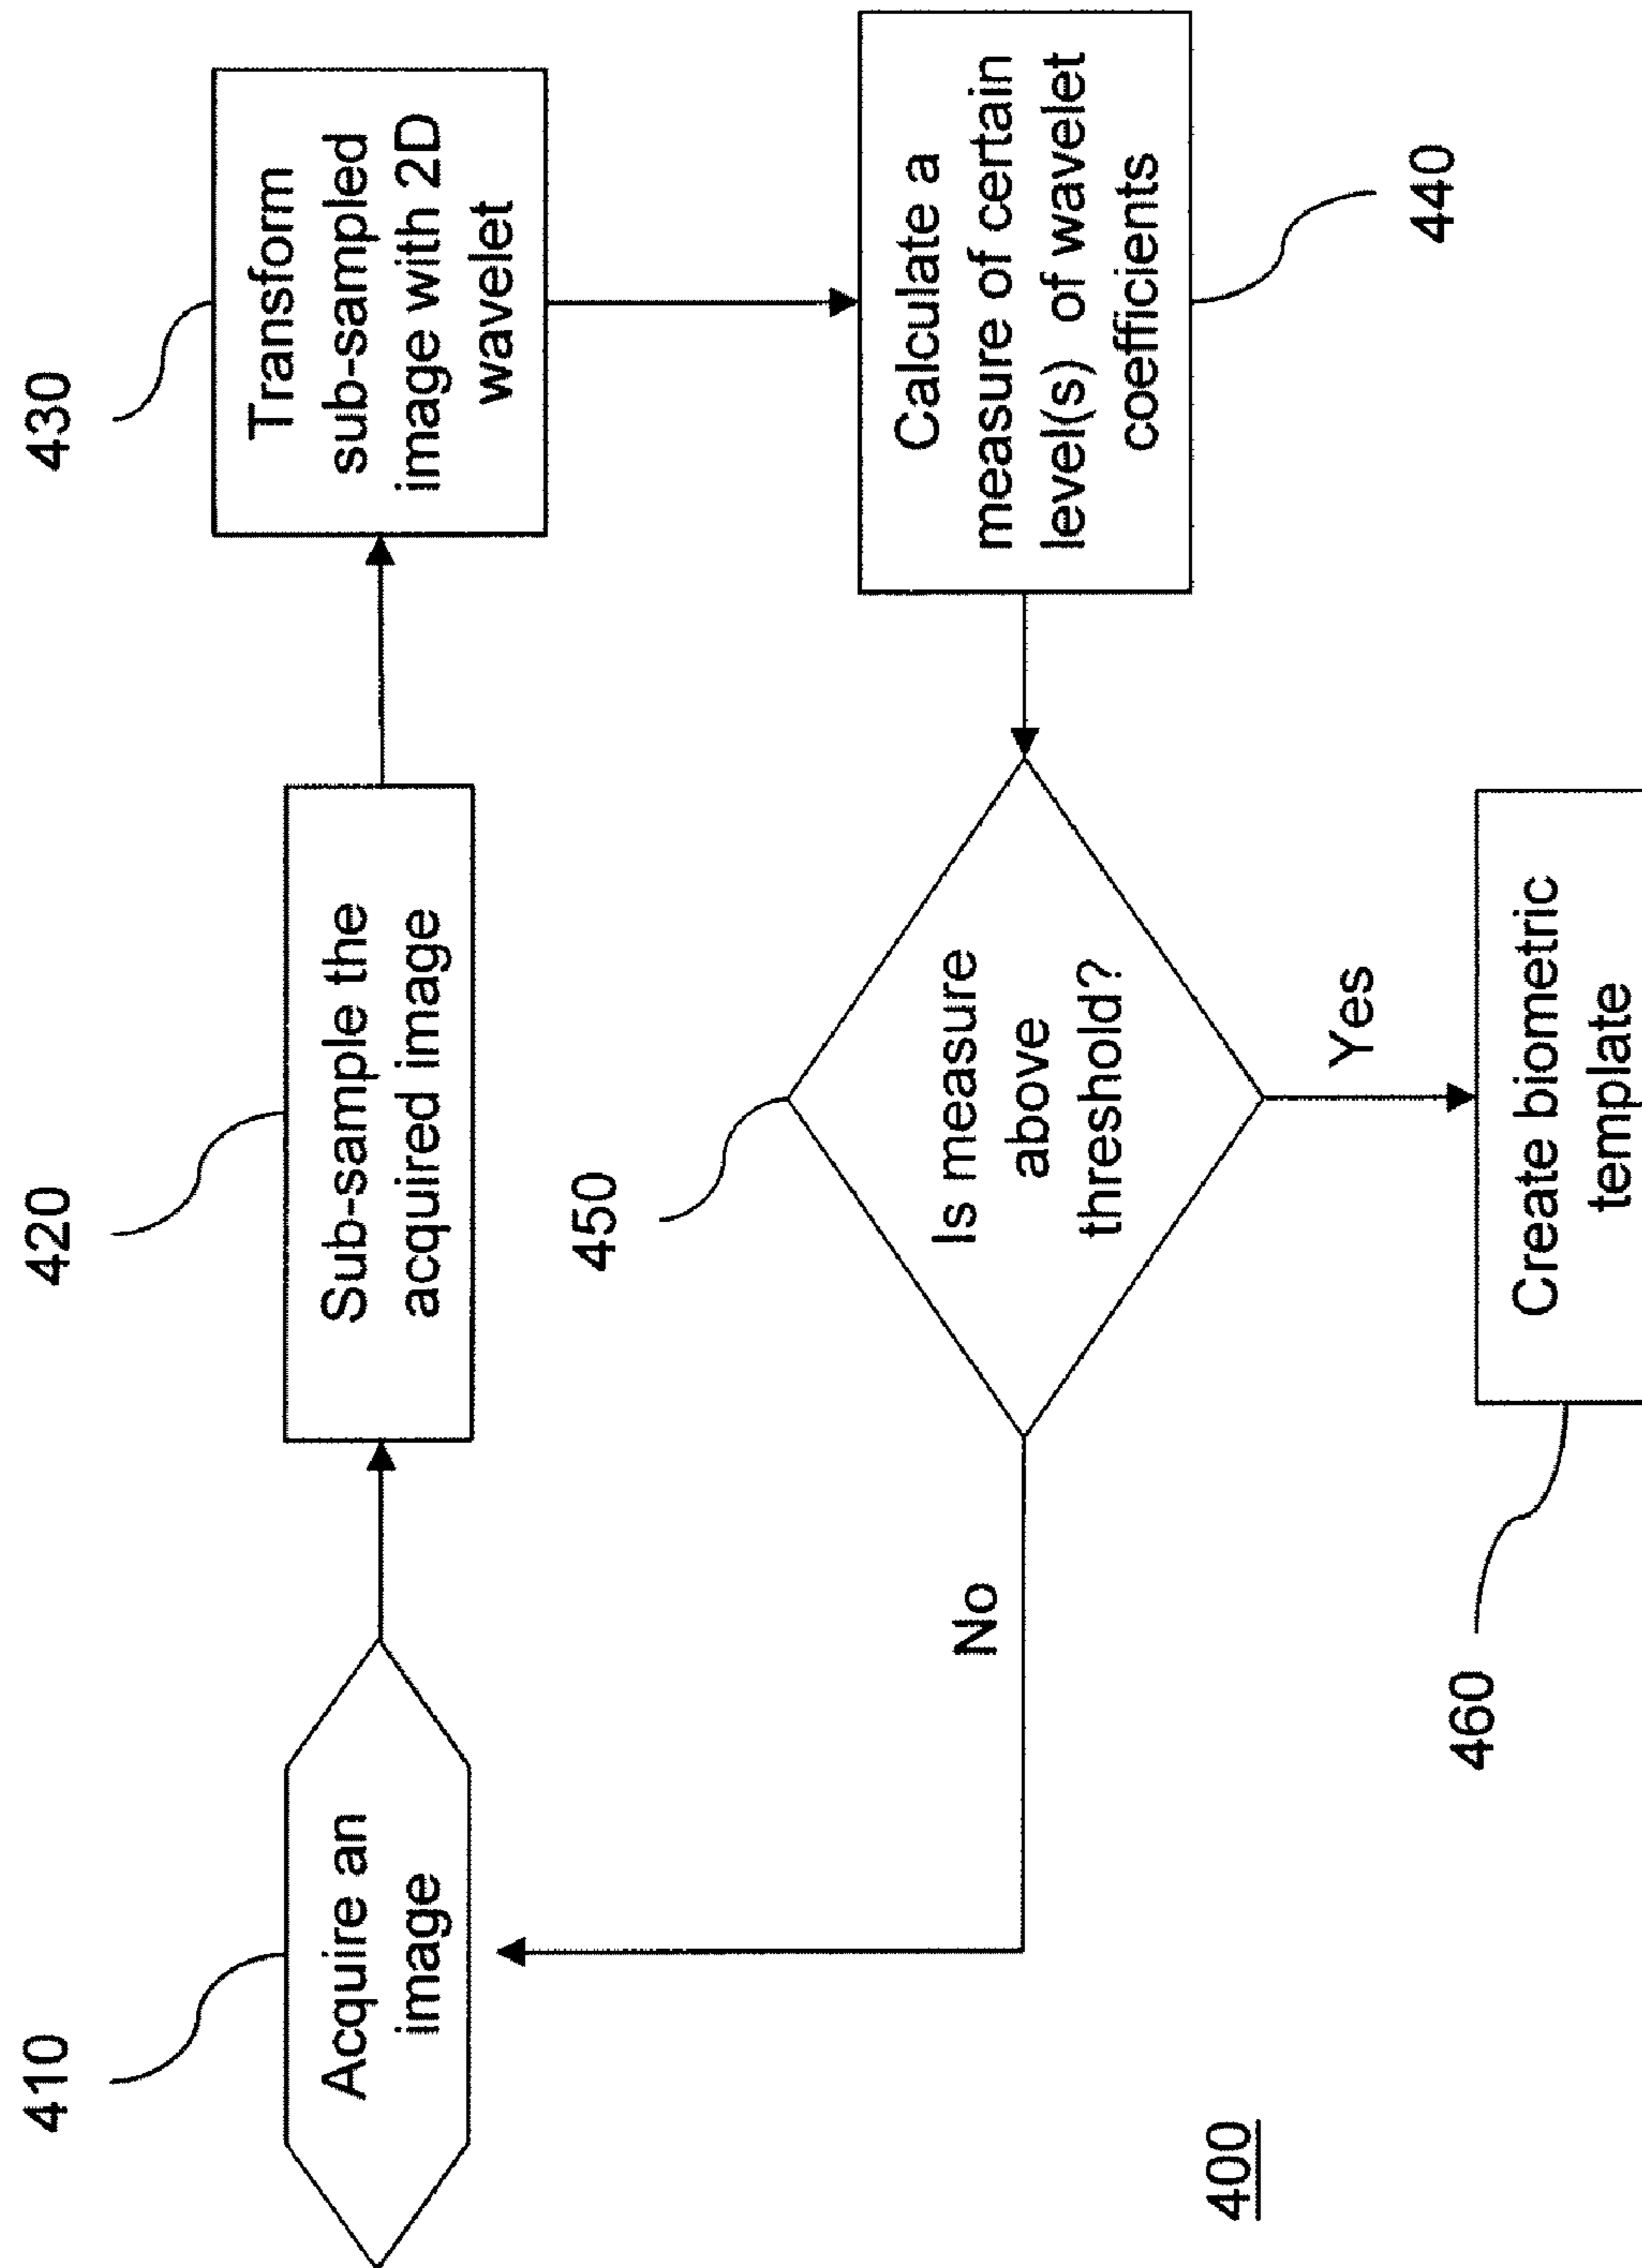 410
Acquire an
image
420
Sub-sample the
acquired image
430
Transform
sub-sampled
image with 2D
wavelet
Calculate a
measure of certain
level(s) of wavelet
coefficients
440
450
Is measure
above
threshold?
No
Yes
460
Create biometric
template
400